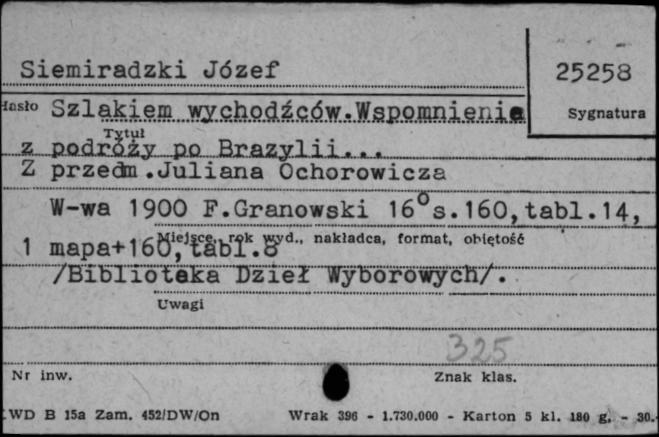 Siemiradzki Józef
25258
Hasło Szlakiem wychodźców.Wspomnienia
Sygnatura
Tytuł
z podróży po Brazylii...
Z przedm.Juliana Ochorowicza
W-wa 1900 F.Granowski 16° s.160,tabl.14,
Miejsce, rok wyd., nakładca, format, objętość
1 mapa+160,tabl.8
/Biblioteka Dzieł Wyborowych/.
Uwagi
325
Nr inw.
Znak klas.
WD B 15a Zam. 452/DW/On Wrak 396 - 1.730.000 - Karton 5 kl. 180 g. - 30.